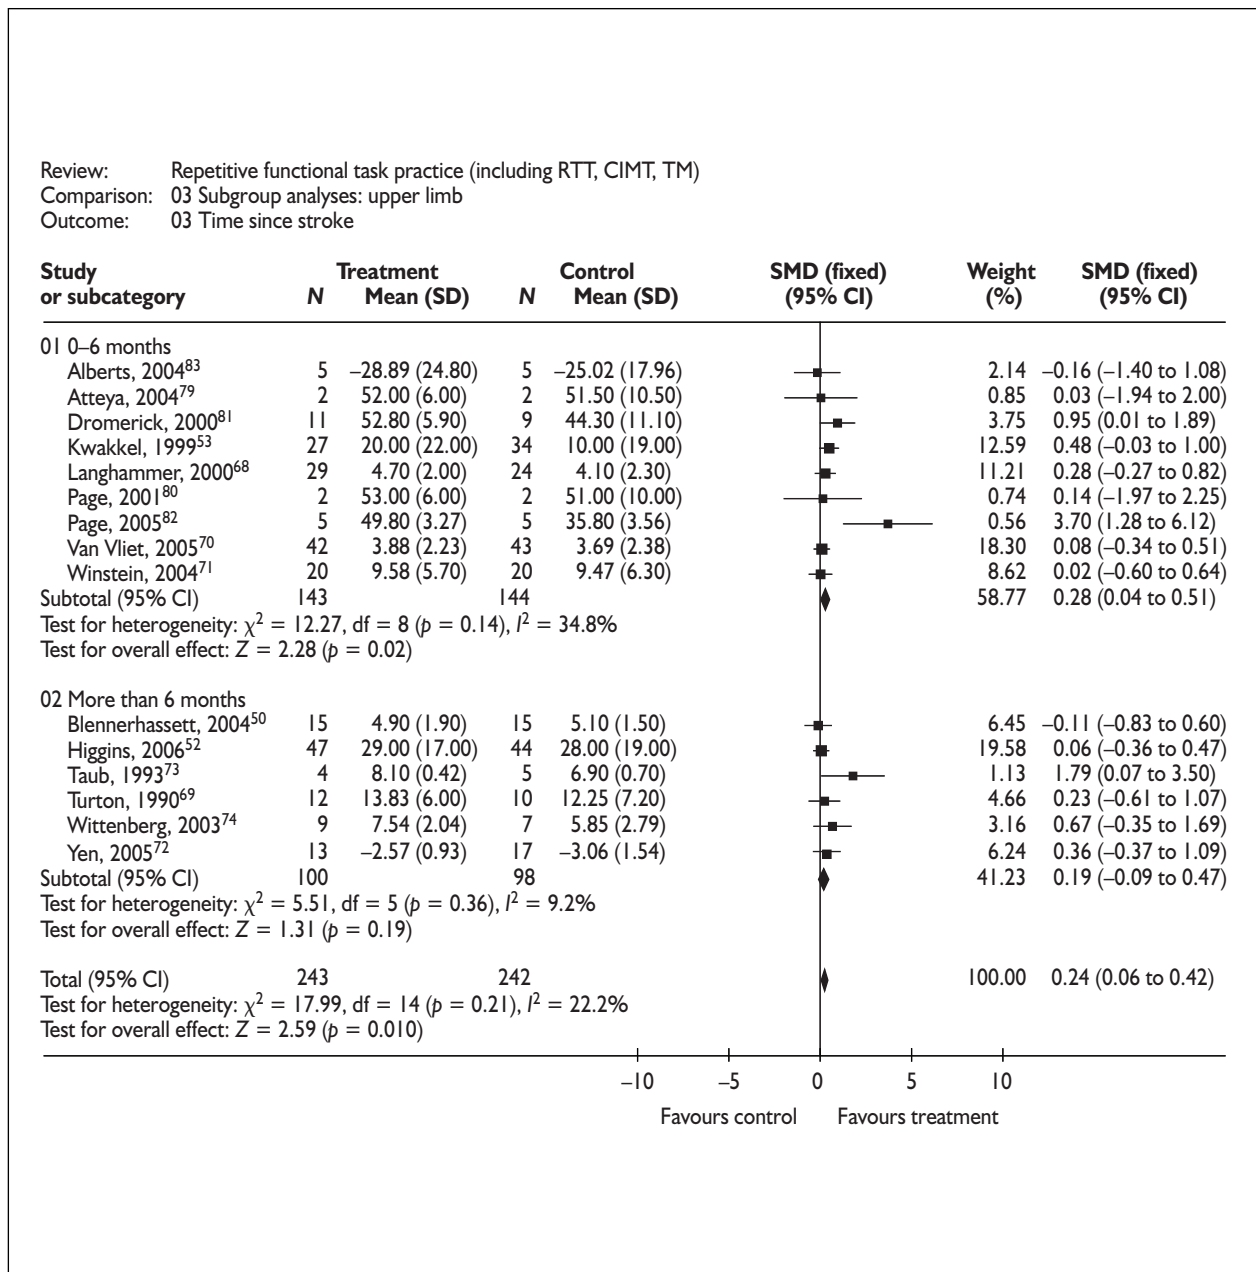 Review: Repetitive functional task practice (including RTT, CIMT, TM)
Comparison: 03 Subgroup analyses: upper limb
Outcome: 03 Time since stroke
Study Treatment Control SMD (fixed) Weight SMD (fixed)
or subcategory N Mean (SD) N Mean (SD) (95% CI) (%) (95% CI)
01 0–6 months
Alberts, 2004⁸³ 5 –28.89 (24.80) 5 –25.02 (17.96) 2.14 –0.16 (–1.40 to 1.08)
Atteya, 2004⁷⁹ 2 52.00 (6.00) 2 51.50 (10.50) 0.85 0.03 (–1.94 to 2.00)
Dromerick, 2000⁸¹ 11 52.80 (5.90) 9 44.30 (11.10) 3.75 0.95 (0.01 to 1.89)
Kwakkel, 1999⁵³ 27 20.00 (22.00) 34 10.00 (19.00) 12.59 0.48 (–0.03 to 1.00)
Langhammer, 2000⁶⁸ 29 4.70 (2.00) 24 4.10 (2.30) 11.21 0.28 (–0.27 to 0.82)
Page, 2001⁸⁰ 2 53.00 (6.00) 2 51.00 (10.00) 0.74 0.14 (–1.97 to 2.25)
Page, 2005⁸² 5 49.80 (3.27) 5 35.80 (3.56) 0.56 3.70 (1.28 to 6.12)
Van Vliet, 2005⁷⁰ 42 3.88 (2.23) 43 3.69 (2.38) 18.30 0.08 (–0.34 to 0.51)
Winstein, 2004⁷¹ 20 9.58 (5.70) 20 9.47 (6.30) 8.62 0.02 (–0.60 to 0.64)
Subtotal (95% CI) 143 144 58.77 0.28 (0.04 to 0.51)
Test for heterogeneity: χ² = 12.27, df = 8 (p = 0.14), I² = 34.8%
Test for overall effect: Z = 2.28 (p = 0.02)
02 More than 6 months
Blennerhassett, 2004⁵⁰ 15 4.90 (1.90) 15 5.10 (1.50) 6.45 –0.11 (–0.83 to 0.60)
Higgins, 2006⁵² 47 29.00 (17.00) 44 28.00 (19.00) 19.58 0.06 (–0.36 to 0.47)
Taub, 1993⁷³ 4 8.10 (0.42) 5 6.90 (0.70) 1.13 1.79 (0.07 to 3.50)
Turton, 1990⁶⁹ 12 13.83 (6.00) 10 12.25 (7.20) 4.66 0.23 (–0.61 to 1.07)
Wittenberg, 2003⁷⁴ 9 7.54 (2.04) 7 5.85 (2.79) 3.16 0.67 (–0.35 to 1.69)
Yen, 2005⁷² 13 –2.57 (0.93) 17 –3.06 (1.54) 6.24 0.36 (–0.37 to 1.09)
Subtotal (95% CI) 100 98 41.23 0.19 (–0.09 to 0.47)
Test for heterogeneity: χ² = 5.51, df = 5 (p = 0.36), I² = 9.2%
Test for overall effect: Z = 1.31 (p = 0.19)
Total (95% CI) 243 242 100.00 0.24 (0.06 to 0.42)
Test for heterogeneity: χ² = 17.99, df = 14 (p = 0.21), I² = 22.2%
Test for overall effect: Z = 2.59 (p = 0.010)
–10 –5 0 5 10
Favours control Favours treatment